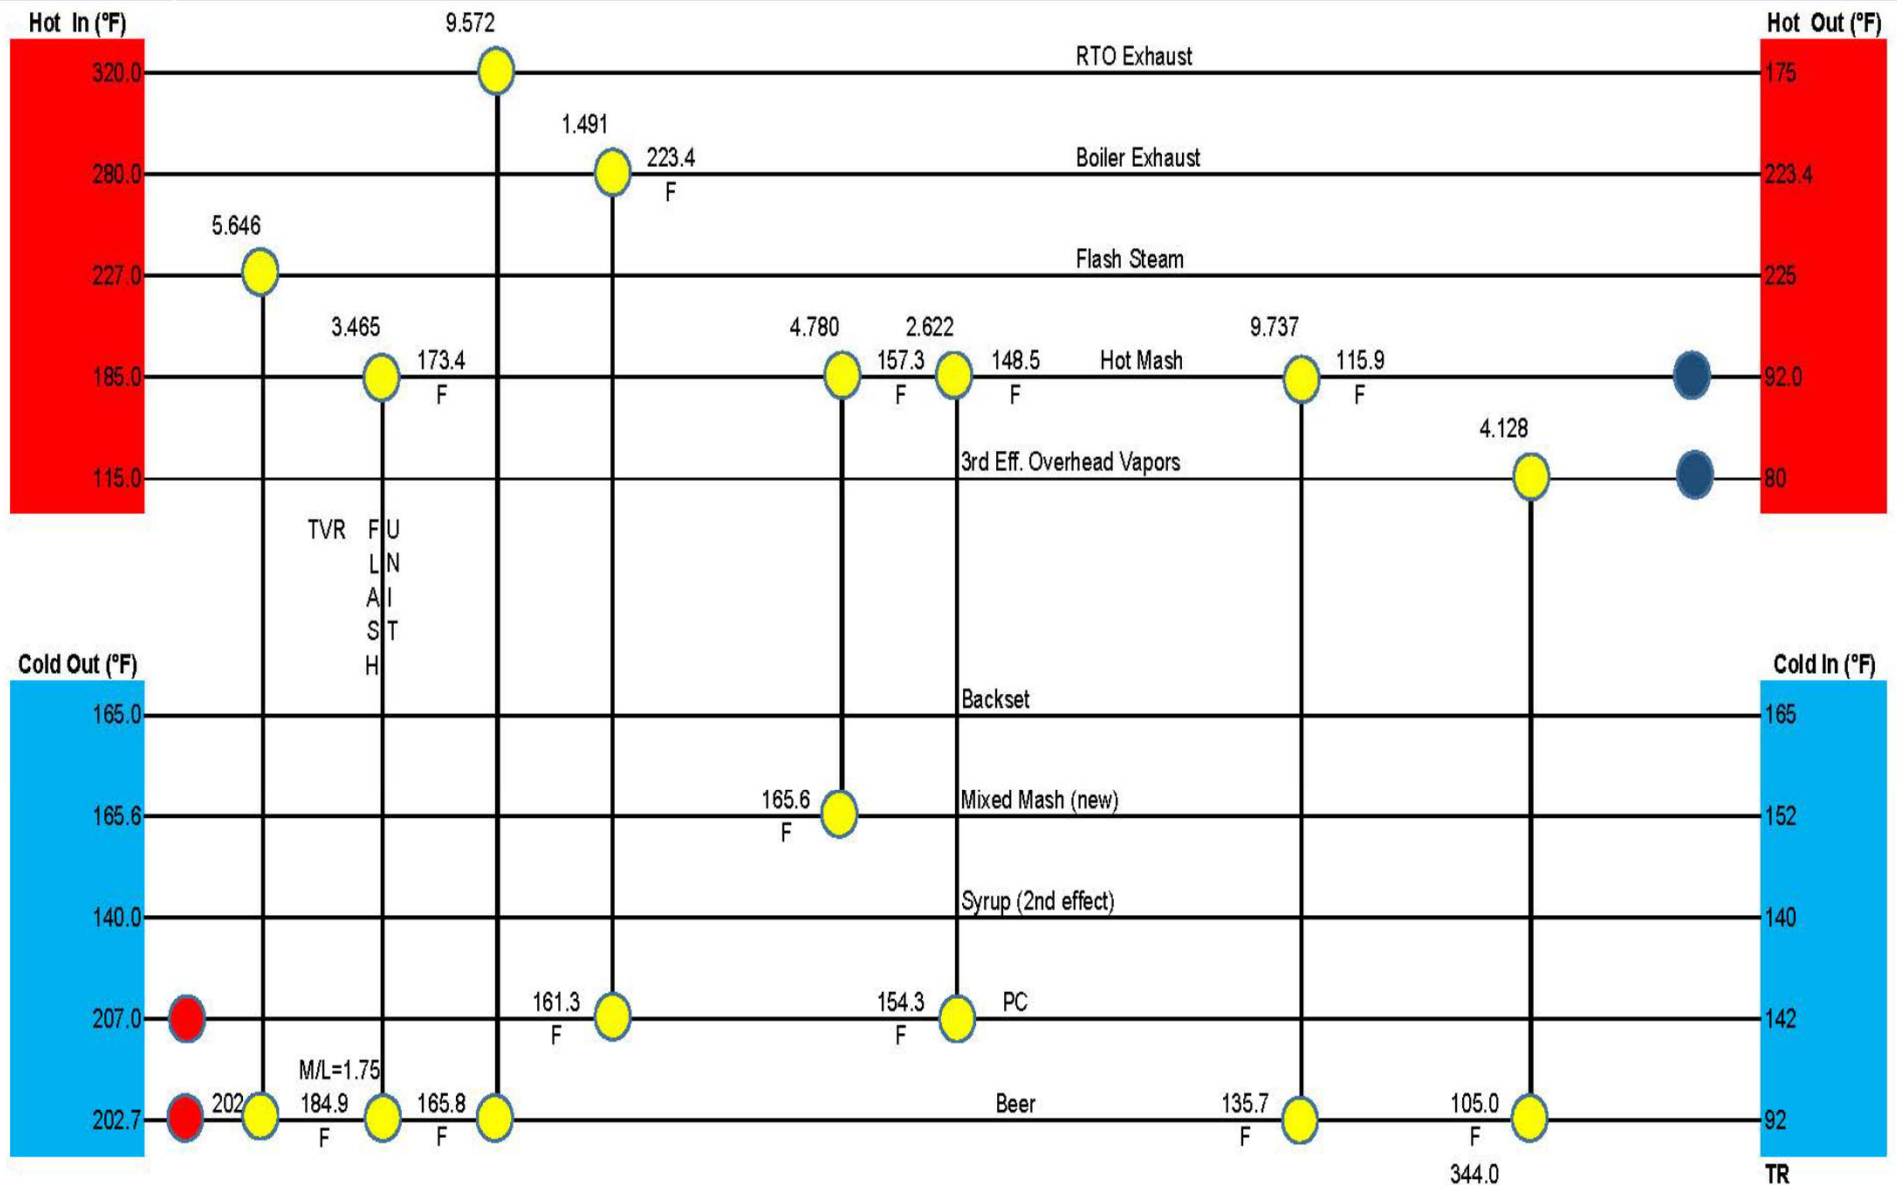 Hot In (°F)
9.572
Hot Out (°F)
320.0
RTO Exhaust
175
1.491
280.0
223.4
F
Boiler Exhaust
223.4
5.646
227.0
Flash Steam
225
3.465
4.780
2.622
9.737
185.0
173.4
F
157.3
F
148.5
F
Hot Mash
115.9
F
92.0
4.128
115.0
3rd Eff. Overhead Vapors
80
TVR F U
L N
A I
S T
H
Cold Out (°F)
Cold In (°F)
165.0
Backset
165
165.6
165.6
F
Mixed Mash (new)
152
140.0
Syrup (2nd effect)
140
207.0
161.3
F
154.3
F
PC
142
M/L=1.75
202.7
202
184.9
F
165.8
F
Beer
135.7
F
105.0
F
92
344.0
TR